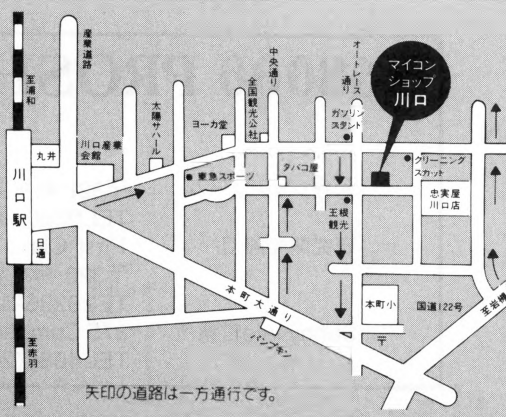 産業道路
至浦和
丸井
川口産業
会館
太陽サハール
ヨーカ堂
全国観光公社
中央通り
オートレース
通り
ガソリン
スタンド
マイコン
ショップ
川口
クリーニング
スカット
東急スポーツ
タバコ屋
玉根
観光
忠実屋
川口店
川口駅
日通
本町大通り
パンプキン
本町小
〒
国道122号
至岩槻
至赤羽
矢印の道路は一方通行です。